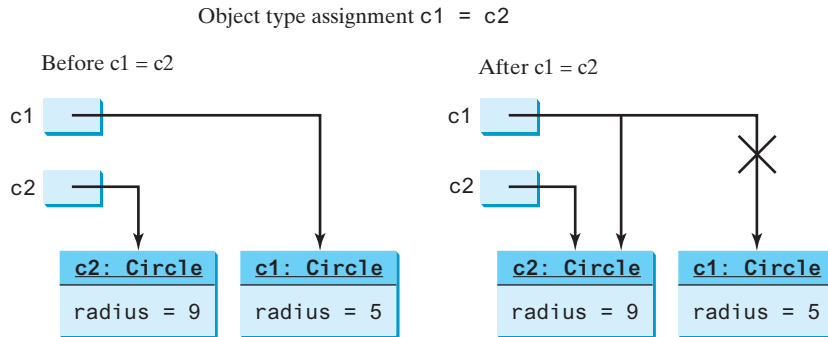 Object type assignment c1 = c2
Before c1 = c2
After c1 = c2
c1
c2
c2: Circle
radius = 9
c1: Circle
radius = 5
c1
c2
c2: Circle
radius = 9
c1: Circle
radius = 5